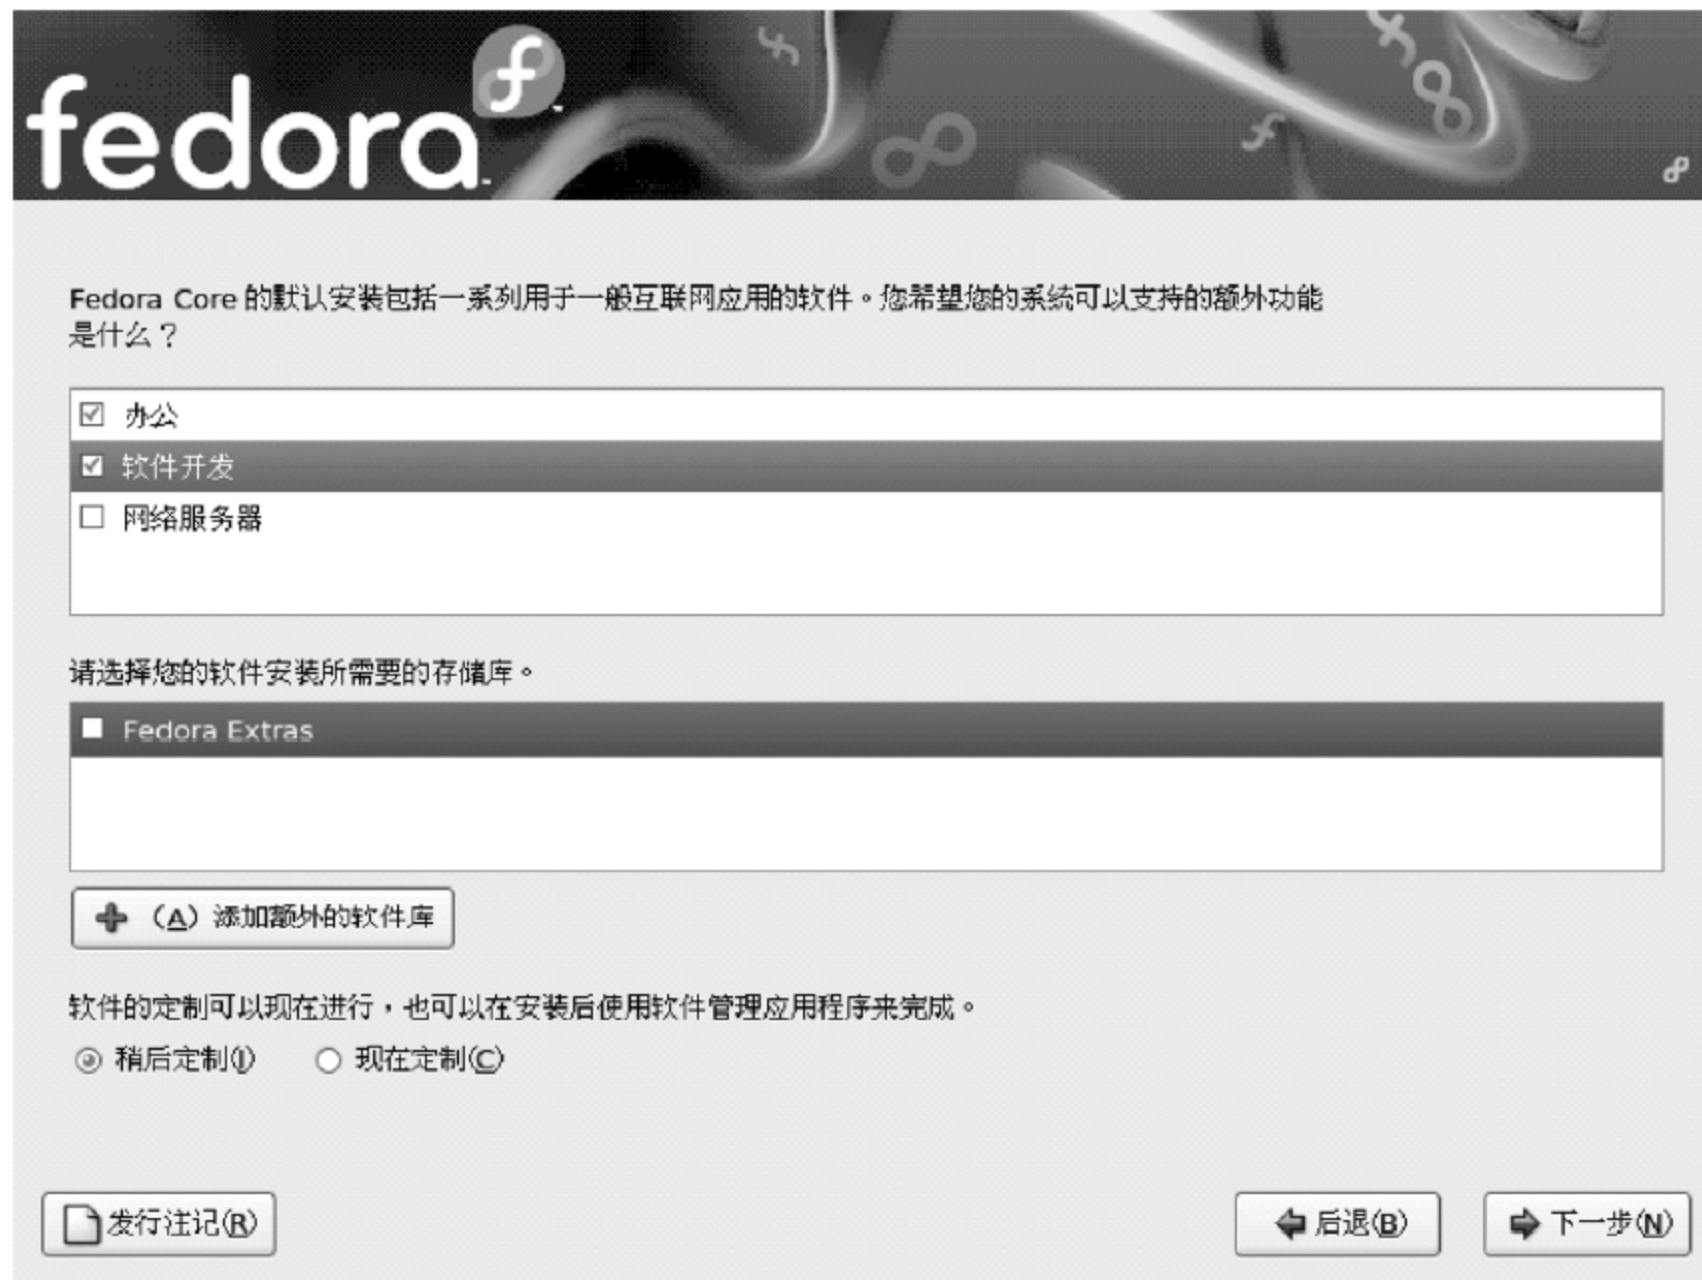 fedora
Fedora Core 的默认安装包括一系列用于一般互联网应用的软件。您希望您的系统可以支持的额外功能
是什么？
办公
软件开发
网络服务器
请选择您的软件安装所需要的存储库。
Fedora Extras
（A）添加额外的软件库
软件的定制可以现在进行，也可以在安装后使用软件管理应用程序来完成。
稍后定制(l) 现在定制(C)
发行注记(R) 后退(B) 下一步(N)